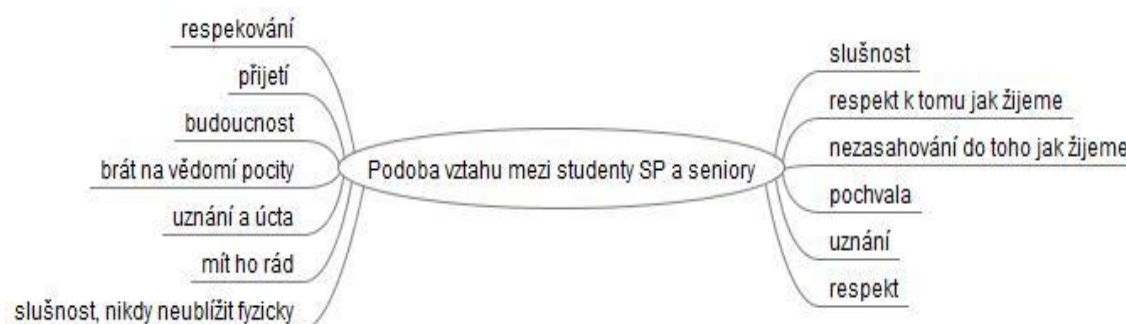 respekování
přijetí
budoucnost
brát na vědomí pocity
uznání a úcta
mít ho rád
slušnost, nikdy neublížit fyzicky
Podoba vztahu mezi studenty SP a seniory
slušnost
respekt k tomu jak žijeme
nezasahování do toho jak žijeme
pochvala
uznání
respekt